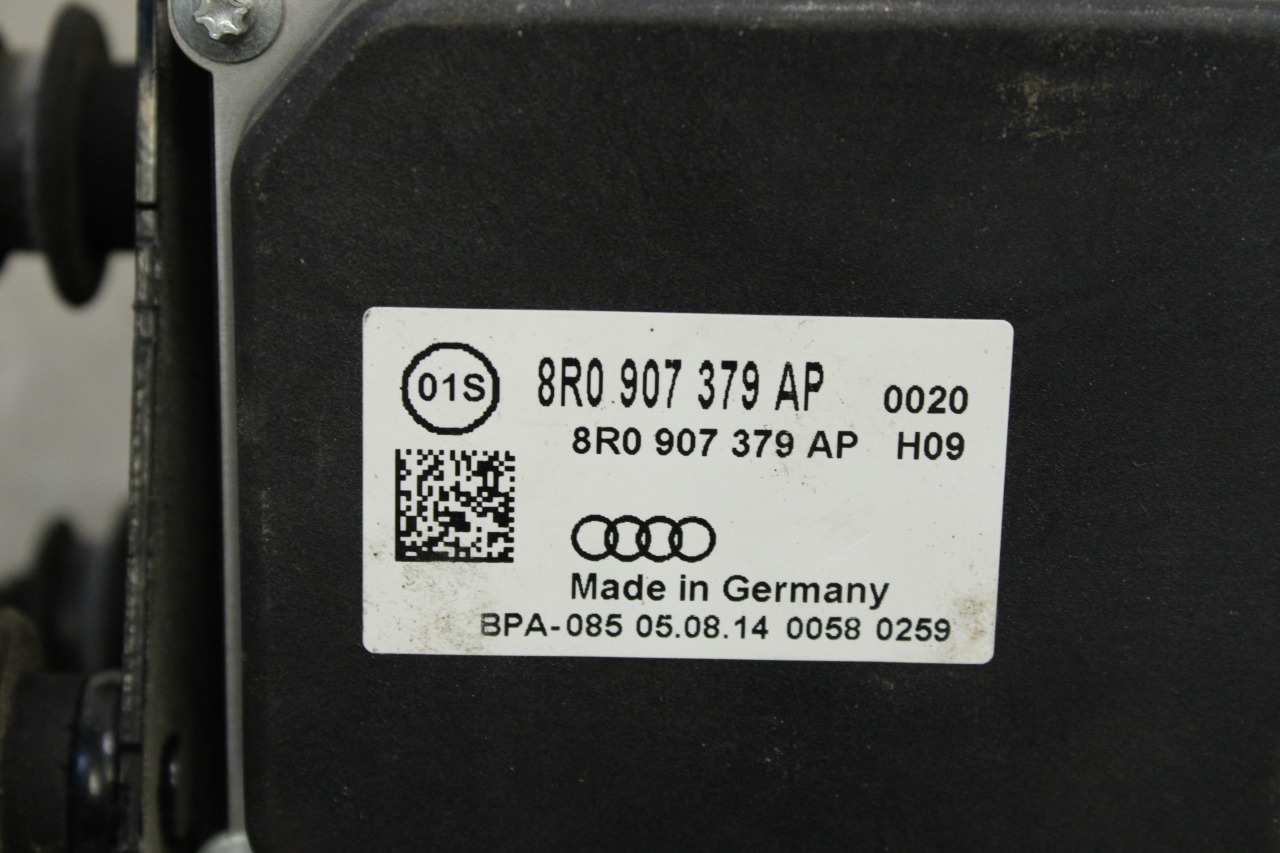 01S 8R0 907 379 AP 0020
8R0 907 379 AP H09
Made in Germany
BPA-085 05.08.14 0058 0259